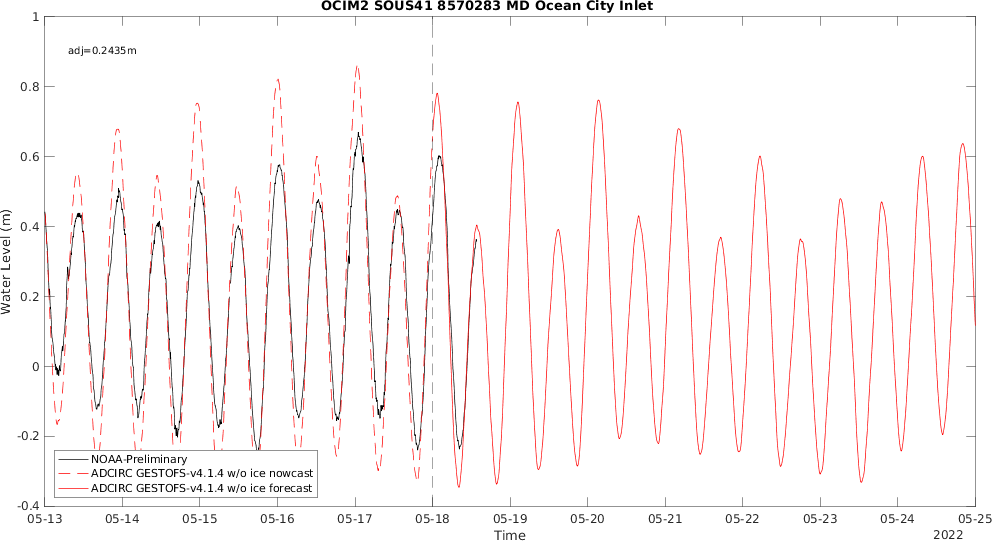 OCIM2 SOUS41 8570283 MD Ocean City Inlet
adj=0.2435m
Water Level (m)
1
0.8
0.6
0.4
0.2
0
-0.2
-0.4
NOAA-Preliminary
ADCIRC GESTOFS-v4.1.4 w/o ice nowcast
ADCIRC GESTOFS-v4.1.4 w/o ice forecast
05-13 05-14 05-15 05-16 05-17 05-18 05-19 05-20 05-21 05-22 05-23 05-24 05-25
Time
2022